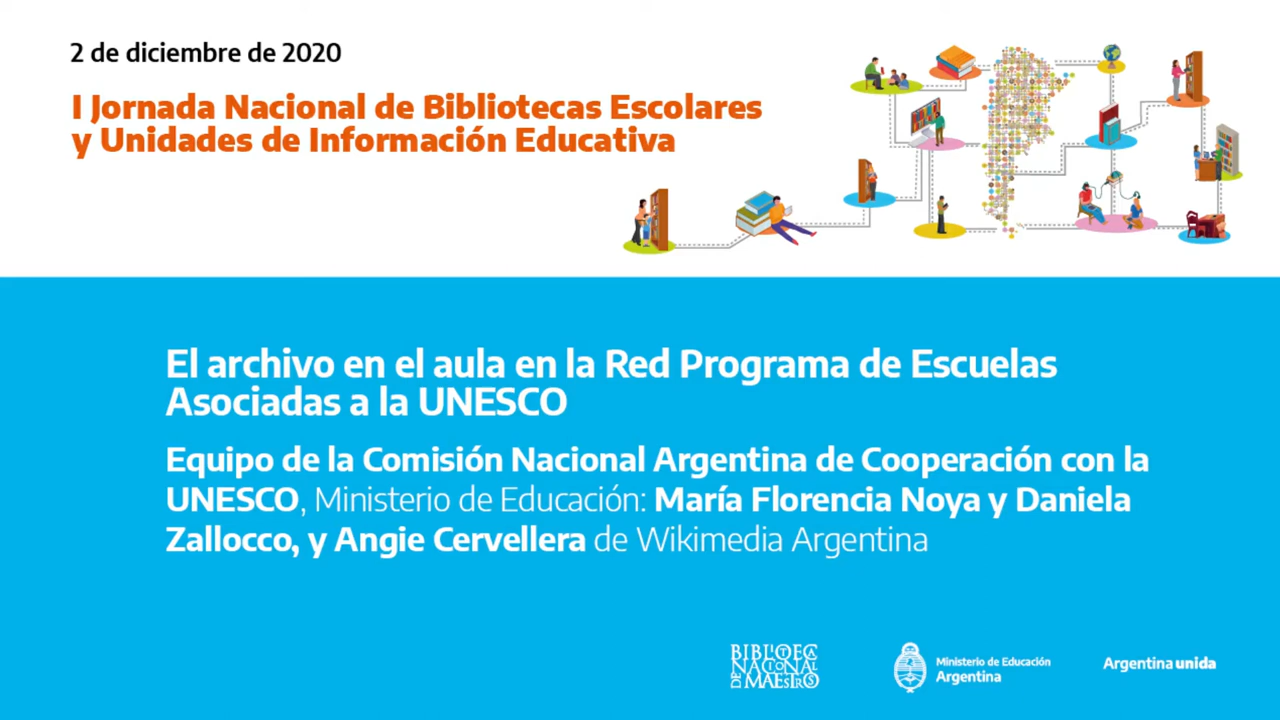 2 de diciembre de 2020
I Jornada Nacional de Bibliotecas Escolares
y Unidades de Información Educativa
El archivo en el aula en la Red Programa de Escuelas
Asociadas a la UNESCO
Equipo de la Comisión Nacional Argentina de Cooperación con la
UNESCO, Ministerio de Educación: María Florencia Noya y Daniela
Zallocco, y Angie Cervellera de Wikimedia Argentina
BIBLIOTECA
NACIONAL
DE MAESTROS
Ministerio de Educación
Argentina
Argentina unida